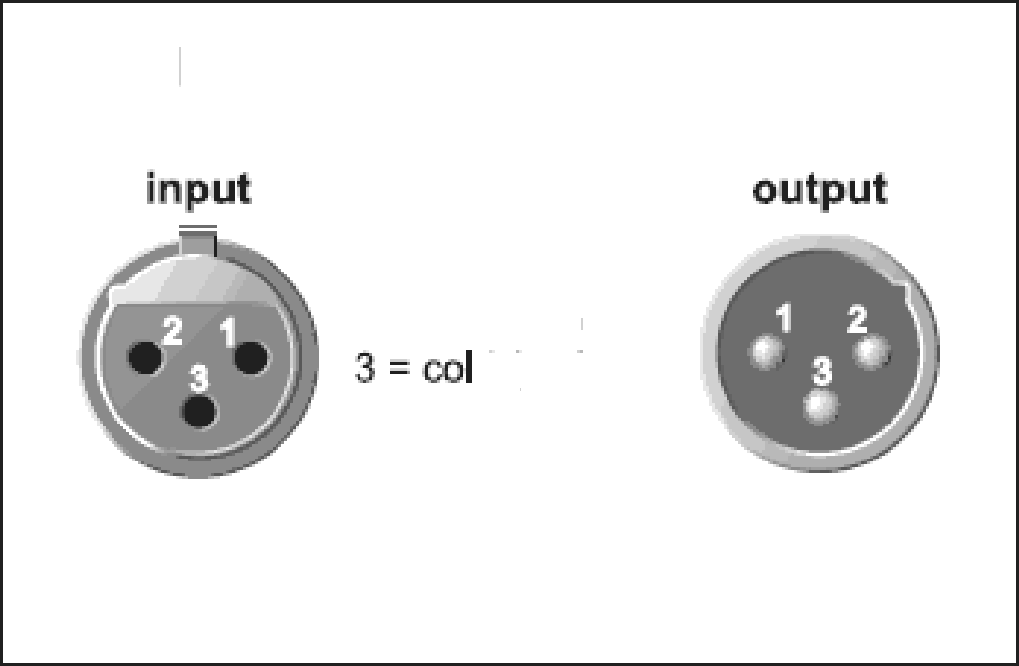 input
output
2 1
3
3 = col
1 2
3